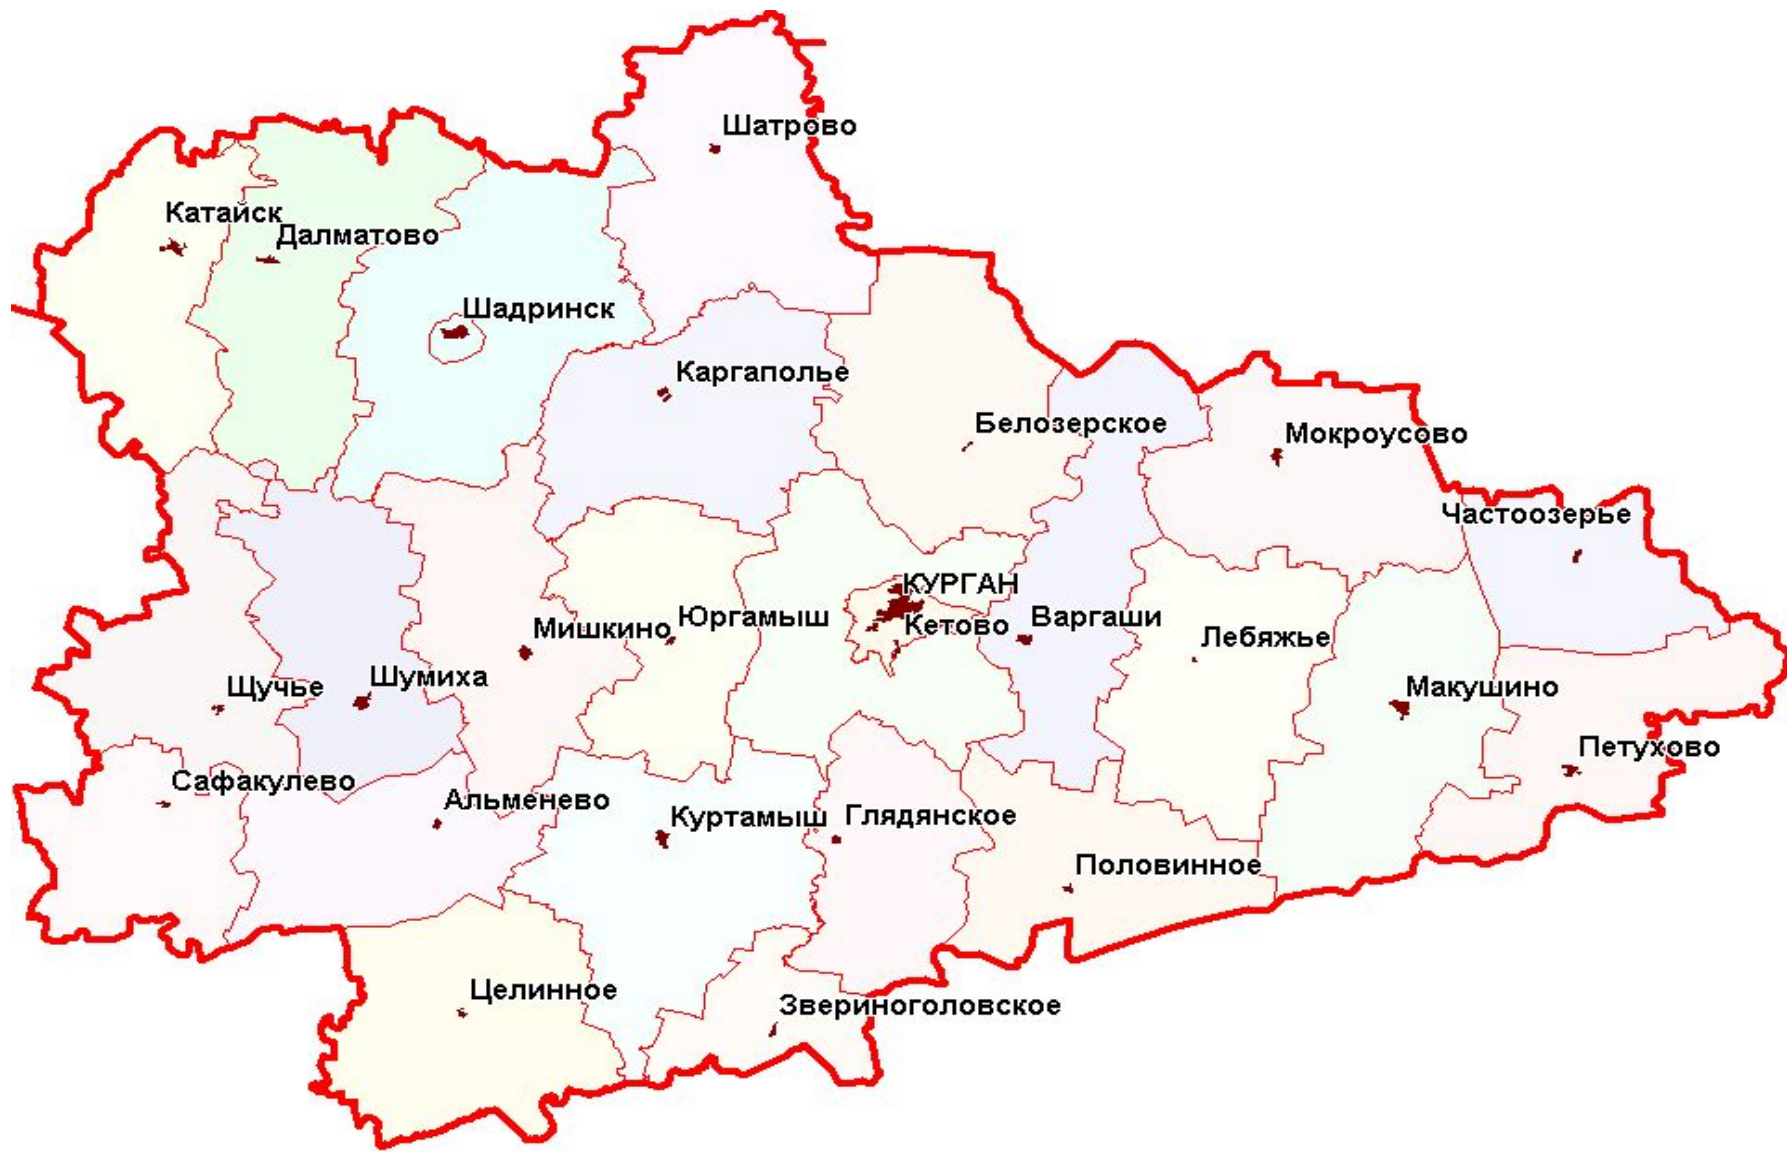 Шатрово
Катайск
Далматово
Шадринск
Каргаполье
Белозерское
Мокроусово
Частоозерье
КУРГАН
Кетово
Варгаши
Юргамыш
Мишкино
Лебяжье
Шумиха
Щучье
Макушино
Петухово
Сафакулево
Альменево
Куртамыш
Глядянское
Половинное
Целинное
Звериноголовское